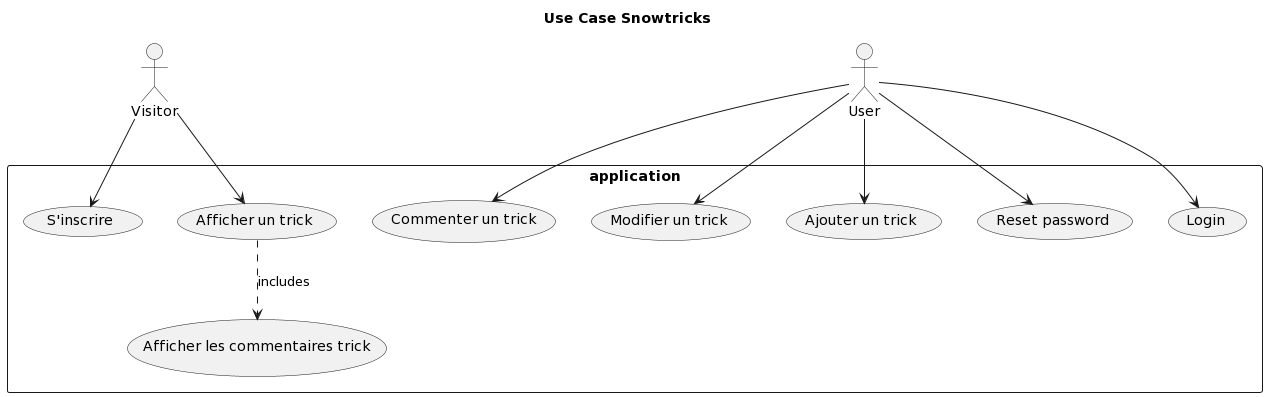 Use Case Snowtricks
Visitor
User
application
S'inscrire
Afficher un trick
Commenter un trick
Modifier un trick
Ajouter un trick
Reset password
Login
includes
Afficher les commentaires trick